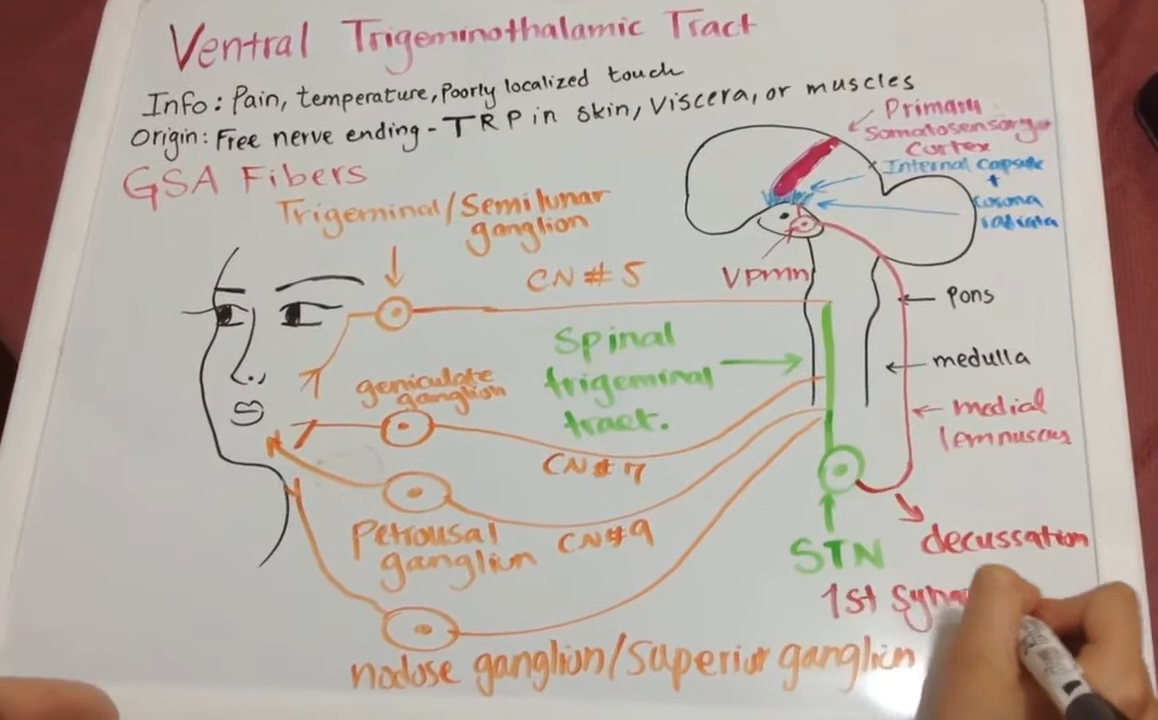 Ventral Trigeminothalamic Tract
Info: Pain, temperature, Poorly localized touch
Origin: Free nerve ending - TRP in skin, Viscera, or muscles
GSA Fibers
Primary
Somatosensory
Cortex
Internal capsule
+
corona
radiata
Trigeminal/Semilunar
ganglion
CN # 5
VPMN
Pons
Spinal
trigeminal
tract.
medulla
geniculate
ganglion
medial
lemnuscus
CN # 7
Petrousal
ganglion
CN#9
decussation
STN
1st Syna
nodose ganglion/Superior ganglion